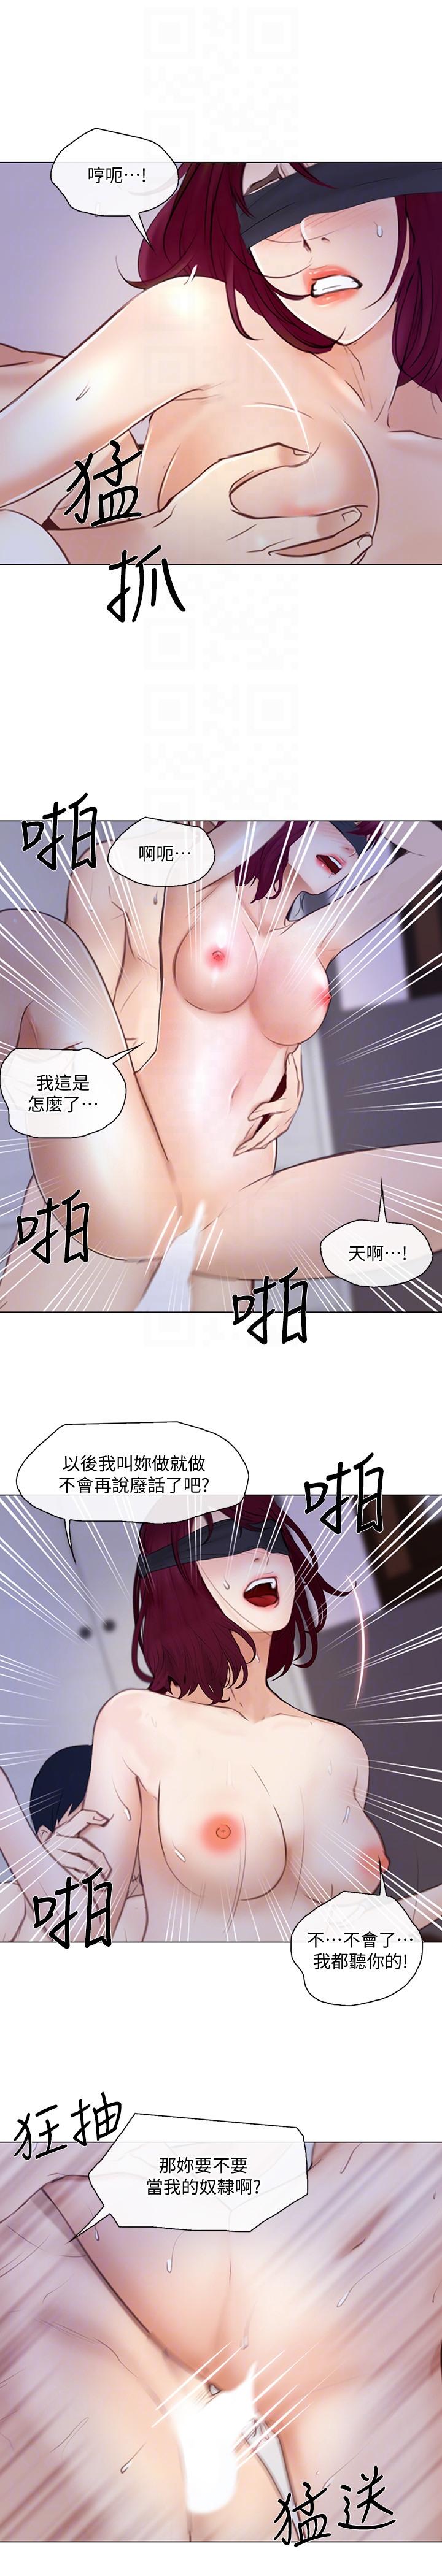 哼呃…!
猛
抓
啪
啊呃…
我這是
怎麼了…
啪
天啊…!
啪
以後我叫妳做就做
不會再說廢話了吧?
啪
啪
不…不會了…
我都聽你的!
狂抽
那妳要不要
當我的奴隸啊?
猛送